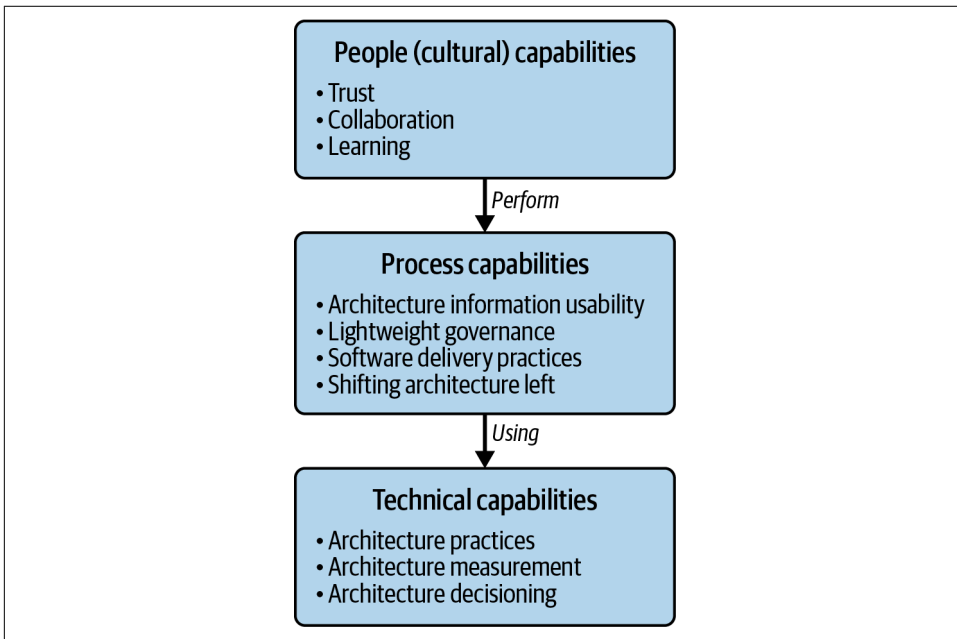 People (cultural) capabilities
• Trust
• Collaboration
• Learning
Perform
Process capabilities
• Architecture information usability
• Lightweight governance
• Software delivery practices
• Shifting architecture left
Using
Technical capabilities
• Architecture practices
• Architecture measurement
• Architecture decisioning